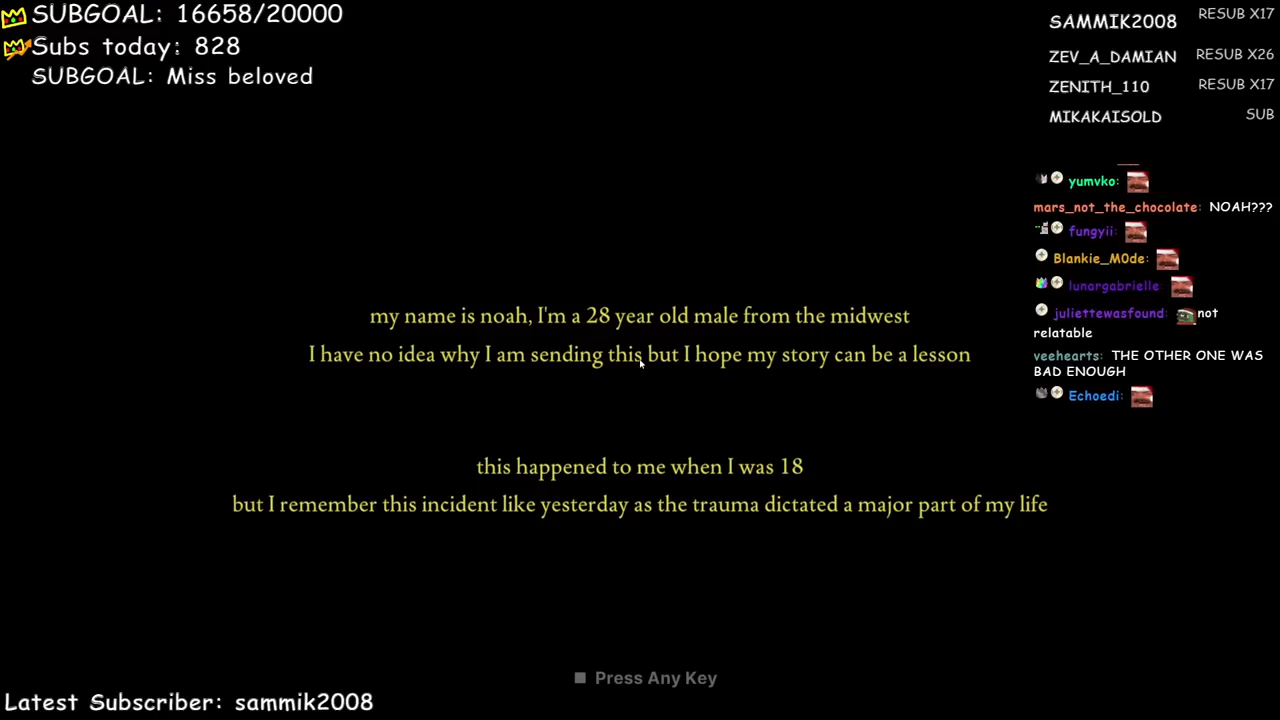 SUBGOAL: 16658/20000
Subs today: 828
SUBGOAL: Miss beloved
SAMMIK2008 RESUB X17
ZEV_A_DAMIAN RESUB X26
ZENITH_110 RESUB X17
MIKAKAISOLD SUB
yumvko:
mars_not_the_chocolate: NOAH???
fungyii:
Blankie_M0de:
lunargabrielle
juliettewasfound: not
relatable
veehearts: THE OTHER ONE WAS
BAD ENOUGH
Echoedi:
my name is noah, I'm a 28 year old male from the midwest
I have no idea why I am sending this but I hope my story can be a lesson
this happened to me when I was 18
but I remember this incident like yesterday as the trauma dictated a major part of my life
Press Any Key
Latest Subscriber: sammik2008